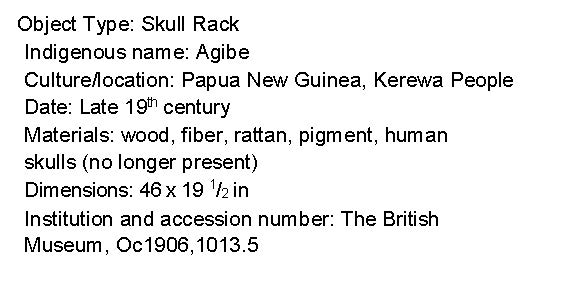 Object Type: Skull Rack
Indigenous name: Agibe
Culture/location: Papua New Guinea, Kerewa People
Date: Late 19th century
Materials: wood, fiber, rattan, pigment, human
skulls (no longer present)
Dimensions: 46 x 19 1/2 in
Institution and accession number: The British
Museum, Oc1906,1013.5